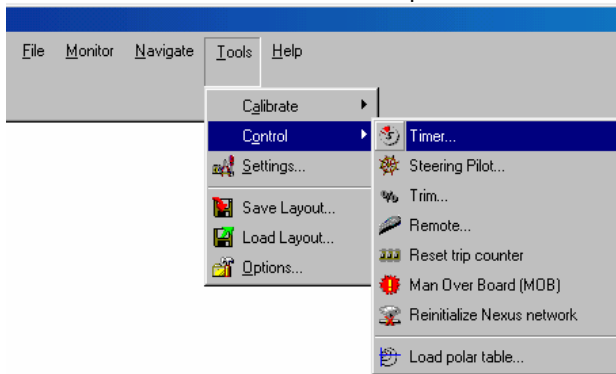 File Monitor Navigate Tools Help
Calibrate
Control
Settings...
Save Layout...
Load Layout...
Options...
Timer...
Steering Pilot...
Trim...
Remote...
Reset trip counter
Man Over Board (MOB)
Reinitialize Nexus network
Load polar table...